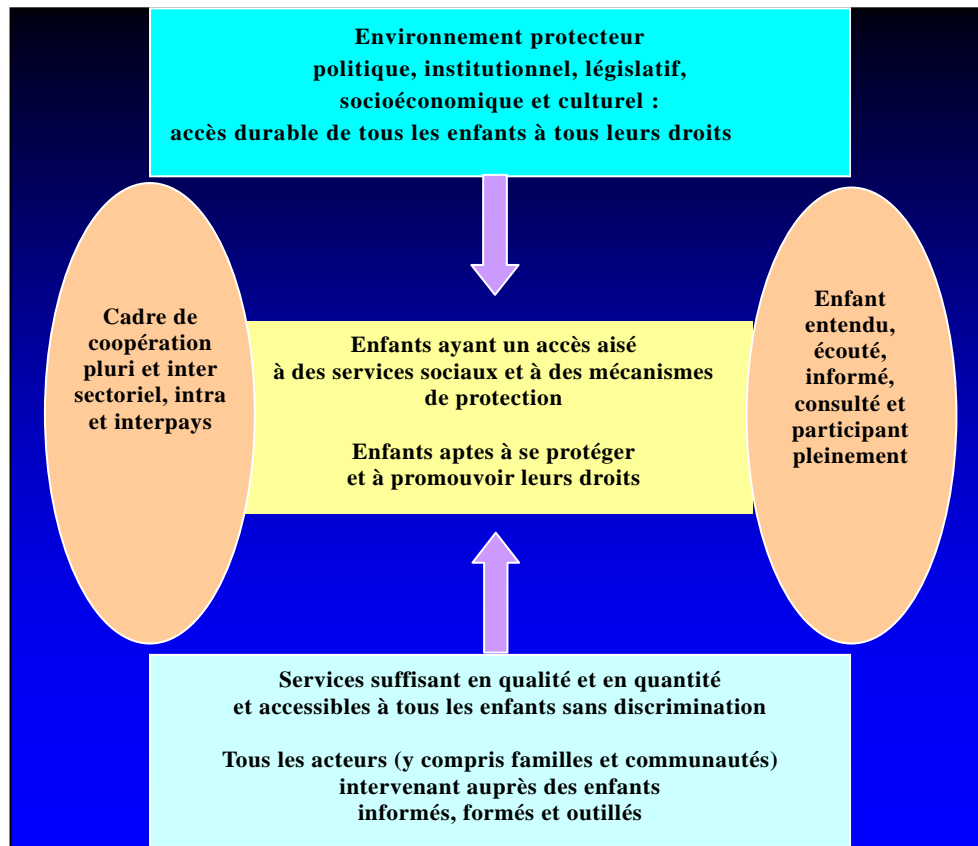 Environnement protecteur
politique, institutionnel, législatif,
socioéconomique et culturel :
accès durable de tous les enfants à tous leurs droits
Cadre de
coopération
pluri et inter
sectoriel, intra
et interpays
Enfants ayant un accès aisé
à des services sociaux et à des mécanismes
de protection
Enfants aptes à se protéger
et à promouvoir leurs droits
Enfant
entendu,
écouté,
informé,
consulté et
participant
pleinement
Services suffisant en qualité et en quantité
et accessibles à tous les enfants sans discrimination
Tous les acteurs (y compris familles et communautés)
intervenant auprès des enfants
informés, formés et outillés